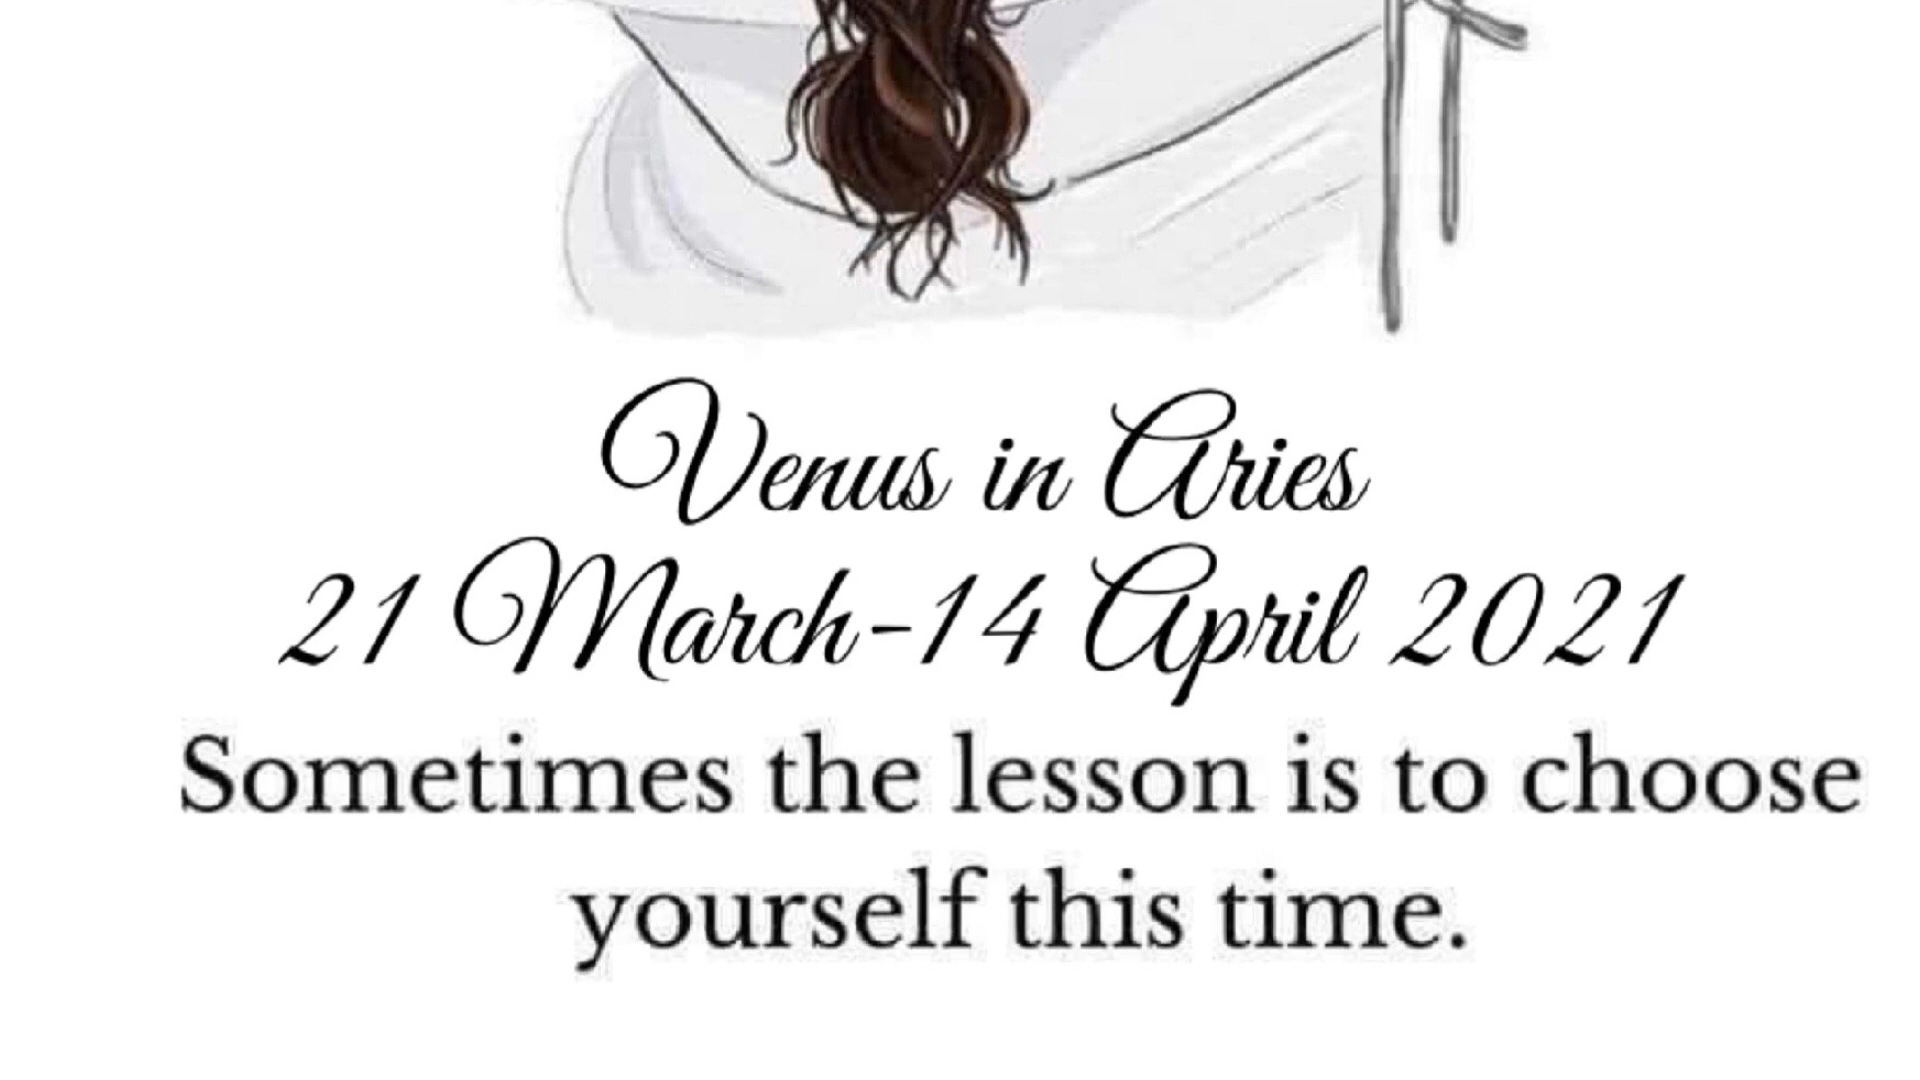 Venus in Aries
21 March-14 April 2021
Sometimes the lesson is to choose
yourself this time.